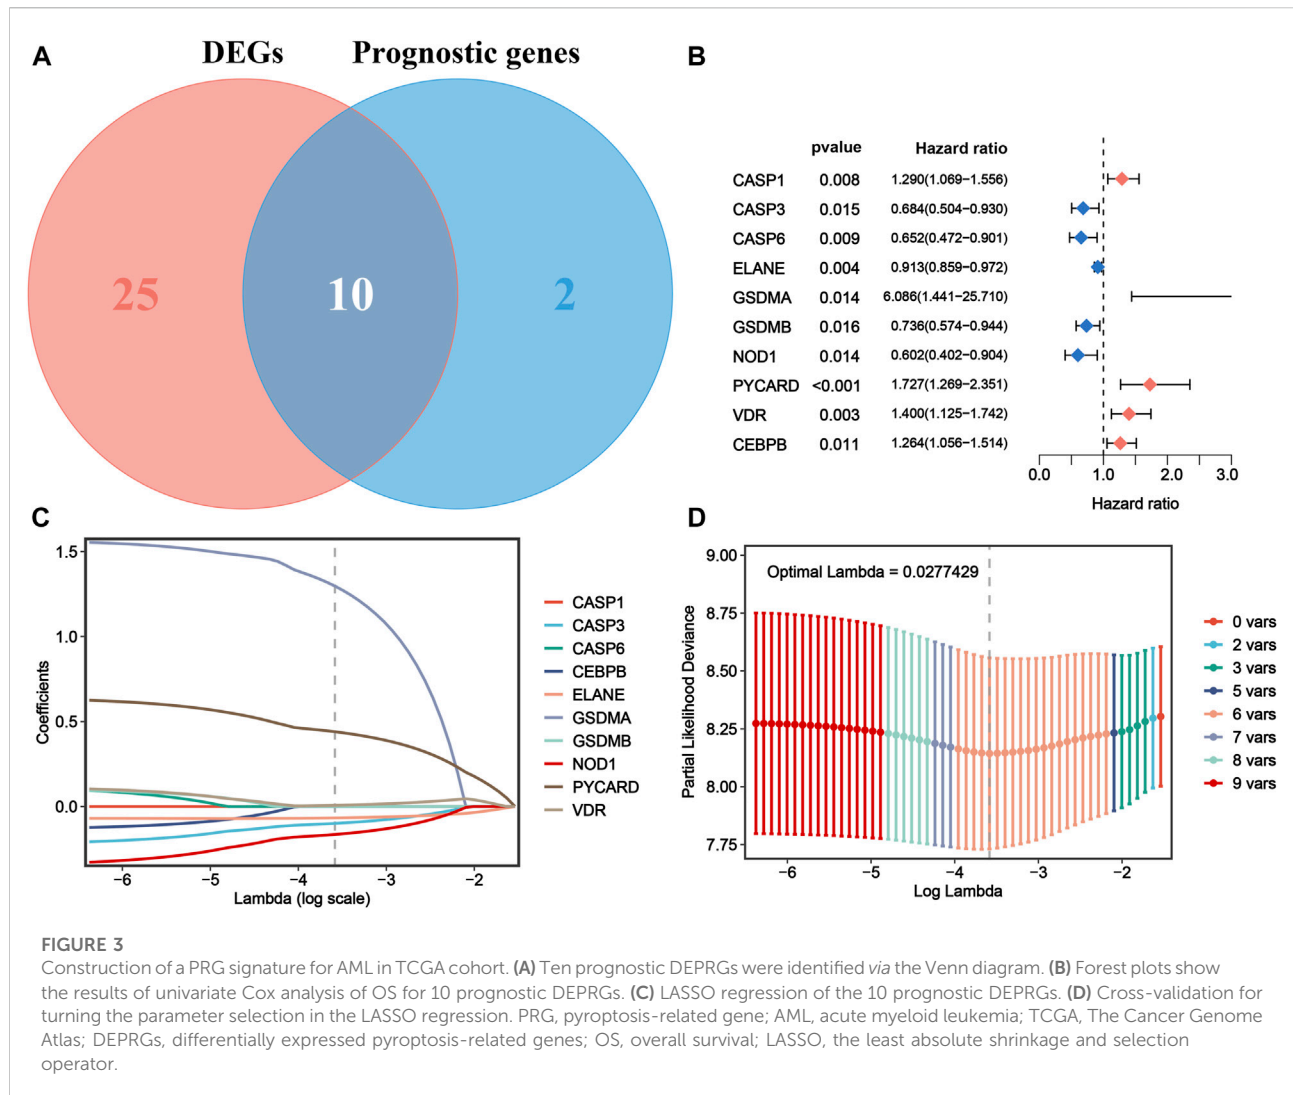 A
DEGs
Prognostic genes
25
10
2
B
pvalue Hazard ratio
CASP1 0.008 1.290(1.069−1.556)
CASP3 0.015 0.684(0.504−0.930)
CASP6 0.009 0.652(0.472−0.901)
ELANE 0.004 0.913(0.859−0.972)
GSDMA 0.014 6.086(1.441−25.710)
GSDMB 0.016 0.736(0.574−0.944)
NOD1 0.014 0.602(0.402−0.904)
PYCARD <0.001 1.727(1.269−2.351)
VDR 0.003 1.400(1.125−1.742)
CEBPB 0.011 1.264(1.056−1.514)
0.0 1.0 2.0 3.0
Hazard ratio
C
Coefficients
1.5
1.0
0.5
0.0
−6 −5 −4 −3 −2
Lambda (log scale)
CASP1
CASP3
CASP6
CEBPB
ELANE
GSDMA
GSDMB
NOD1
PYCARD
VDR
D
Partial Likelihood Deviance
9.00
8.75
8.50
8.25
8.00
7.75
Optimal Lambda = 0.0277429
−6 −5 −4 −3 −2
Log Lambda
0 vars
2 vars
3 vars
5 vars
6 vars
7 vars
8 vars
9 vars
FIGURE 3
Construction of a PRG signature for AML in TCGA cohort. (A) Ten prognostic DEPRGs were identified via the Venn diagram. (B) Forest plots show
the results of univariate Cox analysis of OS for 10 prognostic DEPRGs. (C) LASSO regression of the 10 prognostic DEPRGs. (D) Cross-validation for
turning the parameter selection in the LASSO regression. PRG, pyroptosis-related gene; AML, acute myeloid leukemia; TCGA, The Cancer Genome
Atlas; DEPRGs, differentially expressed pyroptosis-related genes; OS, overall survival; LASSO, the least absolute shrinkage and selection
operator.